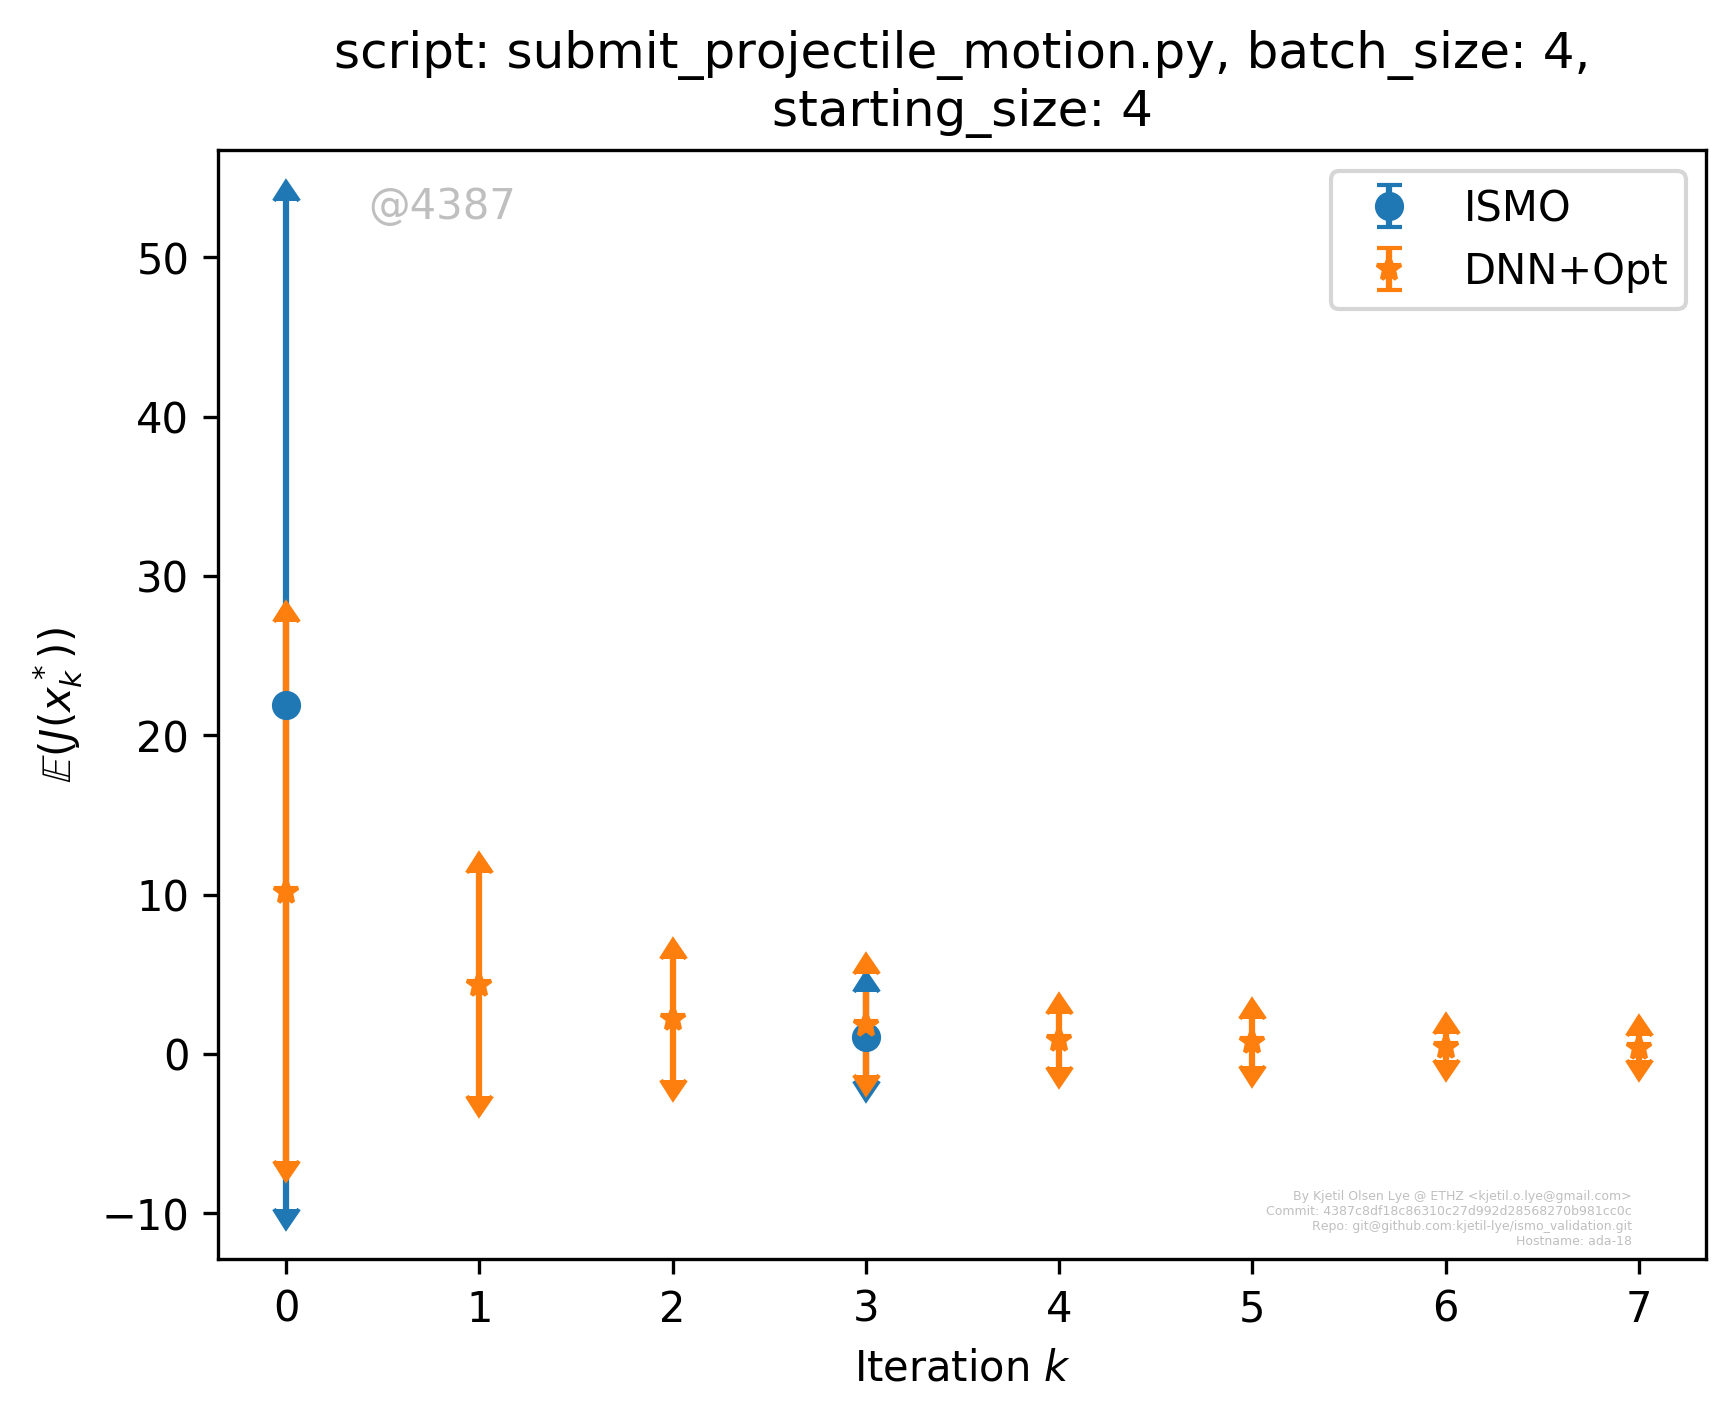 script: submit_projectile_motion.py, batch_size: 4,
starting_size: 4
@4387
ISMO
DNN+Opt
50
40
30
20
10
0
−10
𝔼(J(x*k))
By Kjetil Olsen Lye @ ETHZ <kjetil.o.lye@gmail.com>
Commit: 4387c8df18c86310c27d992d28568270b981cc0c
Repo: git@github.com:kjetil-lye/ismo_validation.git
Hostname: ada-18
0 1 2 3 4 5 6 7
Iteration k